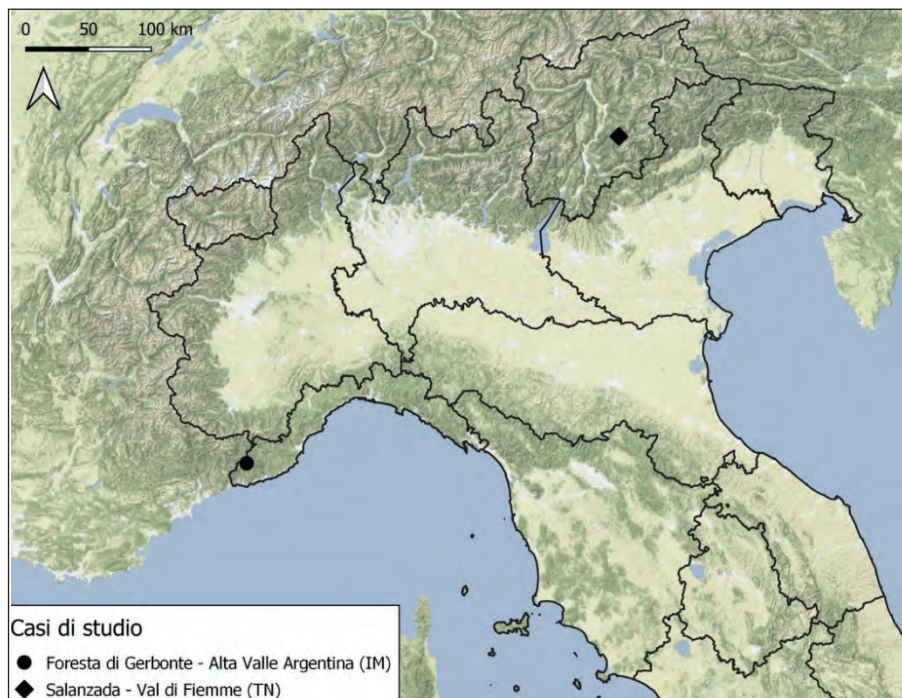 0 50 100 km
Casi di studio
Foresta di Gerbonte - Alta Valle Argentina (IM)
Salanzada - Val di Fiemme (TN)